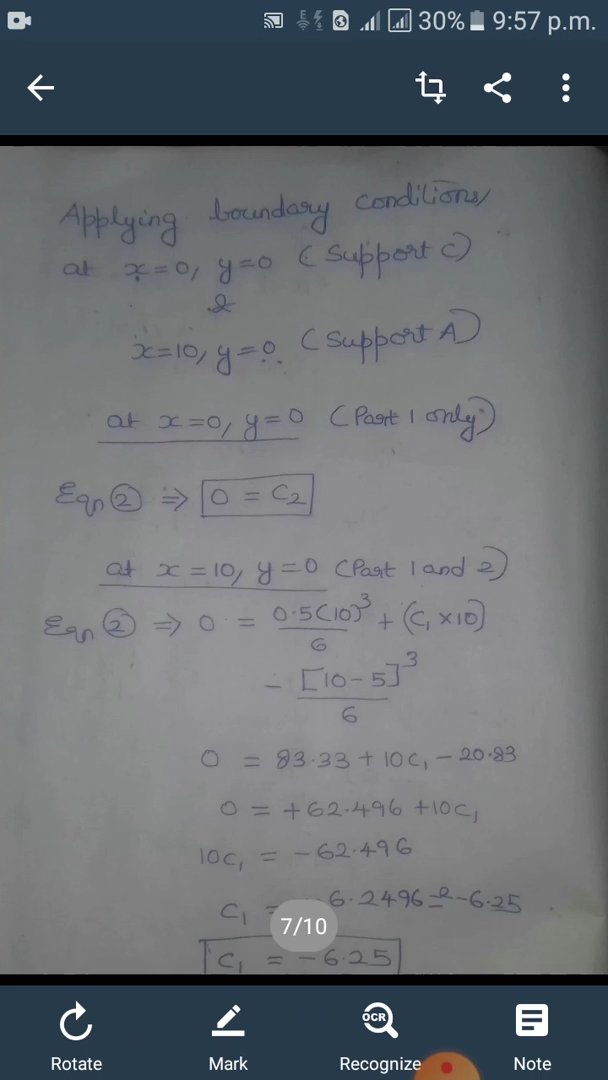 30% 9:57 p.m.
Applying boundary conditions,
at x=0, y=0 (Support C)
&
x=10, y=0. (Support A)
at x=0, y=0 (Part 1 only)
Eqn ② ⇒ 0 = C₂
at x=10, y=0 (Part 1 and 2)
Eqn ② ⇒ 0 = 0.5(10)³/6 + (C₁×10)
- [10-5]³/6
0 = 83.33 + 10C₁ - 20.83
0 = +62.496 + 10C₁
10C₁ = -62.496
C₁ = -6.2496 ≃ -6.25
7/10
C₁ = -6.25
Rotate
Mark
OCR
Recognize
Note